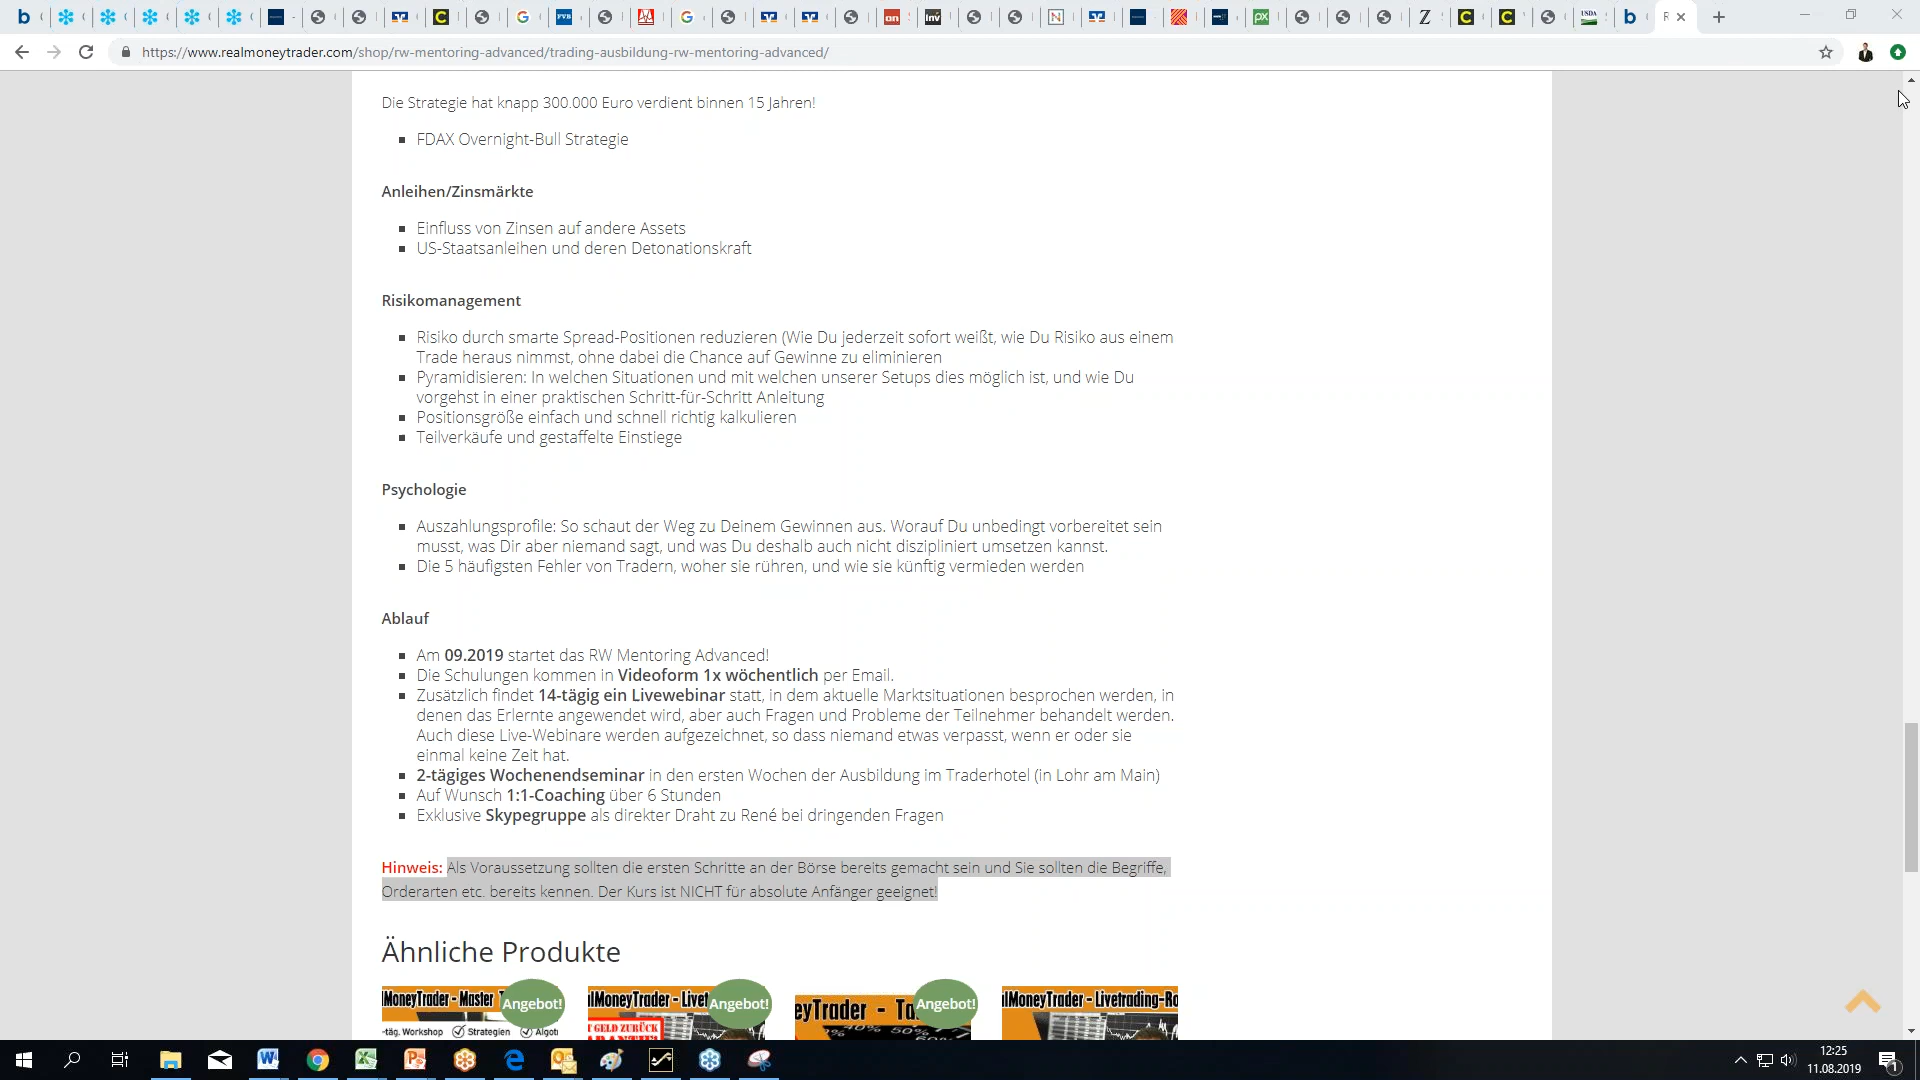 https://www.realmoneytrader.com/shop/rw-mentoring-advanced/trading-ausbildung-rw-mentoring-advanced/
Die Strategie hat knapp 300.000 Euro verdient binnen 15 Jahren!
FDAX Overnight-Bull Strategie
Anleihen/Zinsmärkte
Einfluss von Zinsen auf andere Assets
US-Staatsanleihen und deren Detonationskraft
Risikomanagement
Risiko durch smarte Spread-Positionen reduzieren (Wie Du jederzeit sofort weißt, wie Du Risiko aus einem
Trade heraus nimmst, ohne dabei die Chance auf Gewinne zu eliminieren
Pyramidisieren: In welchen Situationen und mit welchen unserer Setups dies möglich ist, und wie Du
vorgehst in einer praktischen Schritt-für-Schritt Anleitung
Positionsgröße einfach und schnell richtig kalkulieren
Teilverkäufe und gestaffelte Einstiege
Psychologie
Auszahlungsprofile: So schaut der Weg zu Deinem Gewinnen aus. Worauf Du unbedingt vorbereitet sein
musst, was Dir aber niemand sagt, und was Du deshalb auch nicht diszipliniert umsetzen kannst.
Die 5 häufigsten Fehler von Tradern, woher sie rühren, und wie sie künftig vermieden werden
Ablauf
Am 09.2019 startet das RW Mentoring Advanced!
Die Schulungen kommen in Videoform 1x wöchentlich per Email.
Zusätzlich findet 14-tägig ein Livewebinar statt, in dem aktuelle Marktsituationen besprochen werden, in
denen das Erlernte angewendet wird, aber auch Fragen und Probleme der Teilnehmer behandelt werden.
Auch diese Live-Webinare werden aufgezeichnet, so dass niemand etwas verpasst, wenn er oder sie
einmal keine Zeit hat.
2-tägiges Wochenendseminar in den ersten Wochen der Ausbildung im Traderhotel (in Lohr am Main)
Auf Wunsch 1:1-Coaching über 6 Stunden
Exklusive Skypegruppe als direkter Draht zu René bei dringenden Fragen
Hinweis: Als Voraussetzung sollten die ersten Schritte an der Börse bereits gemacht sein und Sie sollten die Begriffe,
Orderarten etc. bereits kennen. Der Kurs ist NICHT für absolute Anfänger geeignet!
Ähnliche Produkte
lMoneyTrader - Master T Angebot! lMoneyTrader - Livet Angebot! eyTrader - Ta Angebot! lMoneyTrader - Livetrading-Ro
-täg. Workshop Strategien Algot
T GELD ZURÜCK
12:25
11.08.2019